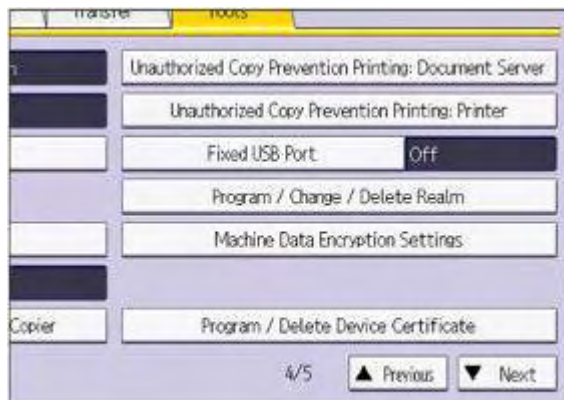 Transfer Tools
Unauthorized Copy Prevention Printing: Document Server
Unauthorized Copy Prevention Printing: Printer
Fixed USB Port Off
Program / Change / Delete Realm
Machine Data Encryption Settings
Copier Program / Delete Device Certificate
4/5 ▲ Previous ▼ Next